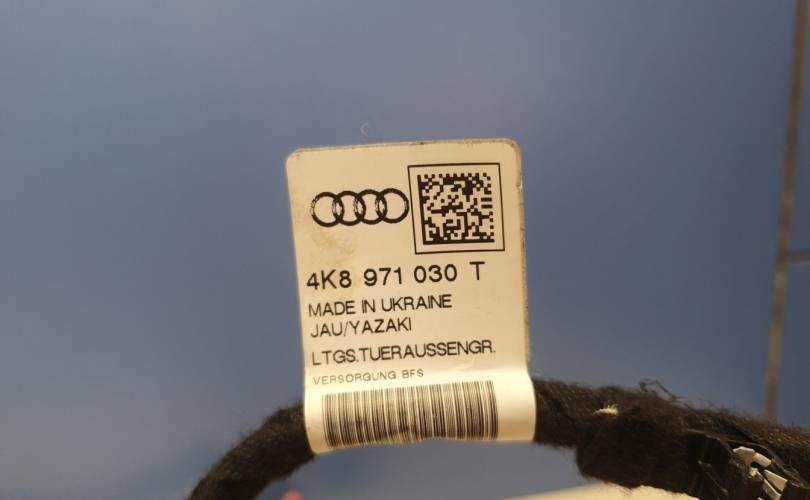 4K8 971 030 T
MADE IN UKRAINE
JAU/YAZAKI
LTGS.TUERAUSSENGR.
VERSORGUNG BFS